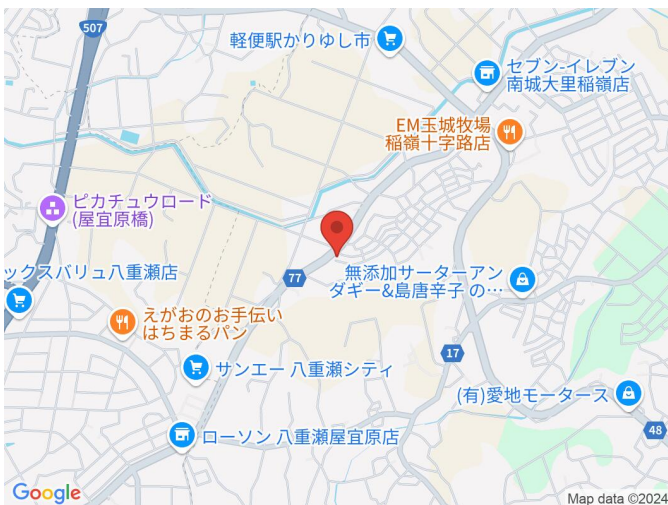 507
軽便駅かりゆし市
セブン-イレブン
南城大里稲嶺店
EM玉城牧場
稲嶺十字路店
ピカチュウロード
(屋宜原橋)
ックスバリュ八重瀬店
77
無添加サーターアン
ダギー&島唐辛子 の…
えがおのお手伝い
はちまるパン
17
サンエー 八重瀬シティ
(有)愛地モータース
ローソン 八重瀬屋宜原店
48
Google
Map data ©2024